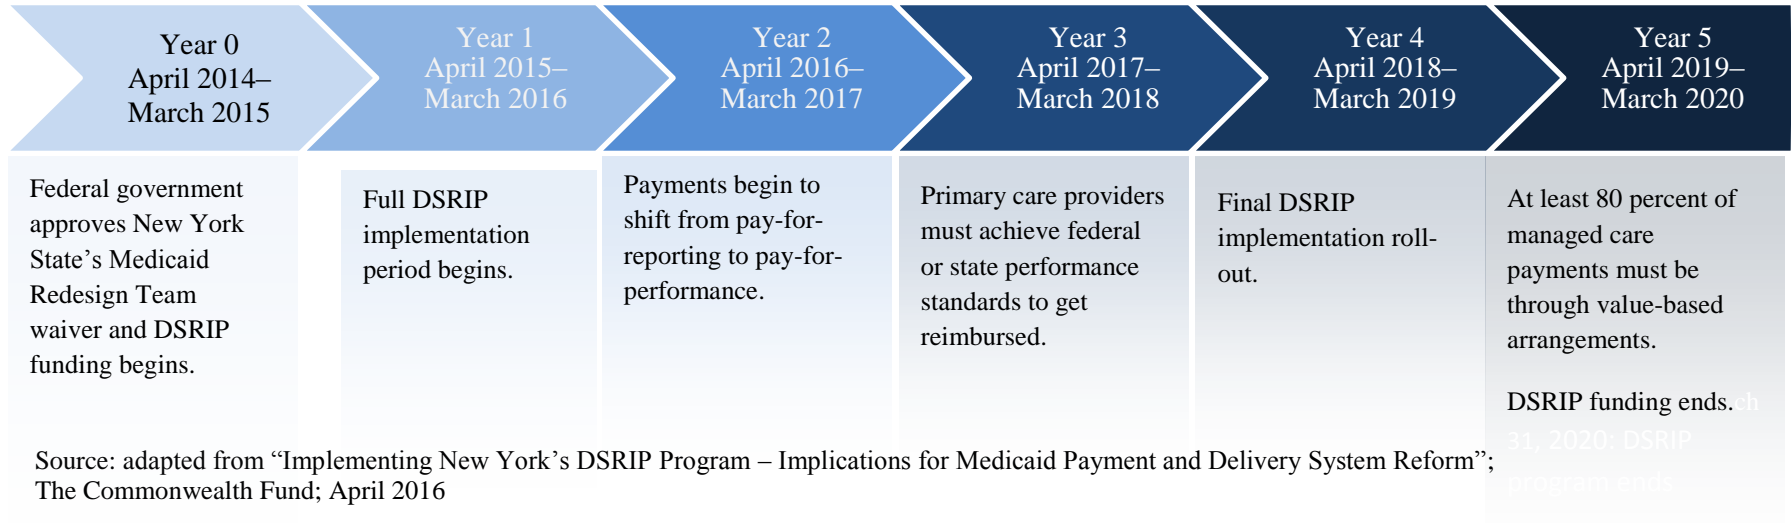 Year 0
April 2014–
March 2015
Year 1
April 2015–
March 2016
Year 2
April 2016–
March 2017
Year 3
April 2017–
March 2018
Year 4
April 2018–
March 2019
Year 5
April 2019–
March 2020
Federal government
approves New York
State’s Medicaid
Redesign Team
waiver and DSRIP
funding begins.
Full DSRIP
implementation
period begins.
Payments begin to
shift from pay-for-
reporting to pay-for-
performance.
Primary care providers
must achieve federal
or state performance
standards to get
reimbursed.
Final DSRIP
implementation roll-
out.
At least 80 percent of
managed care
payments must be
through value-based
arrangements.
DSRIP funding ends.ch
31, 2020: DSRIP
program ends
Source: adapted from “Implementing New York’s DSRIP Program – Implications for Medicaid Payment and Delivery System Reform”;
The Commonwealth Fund; April 2016